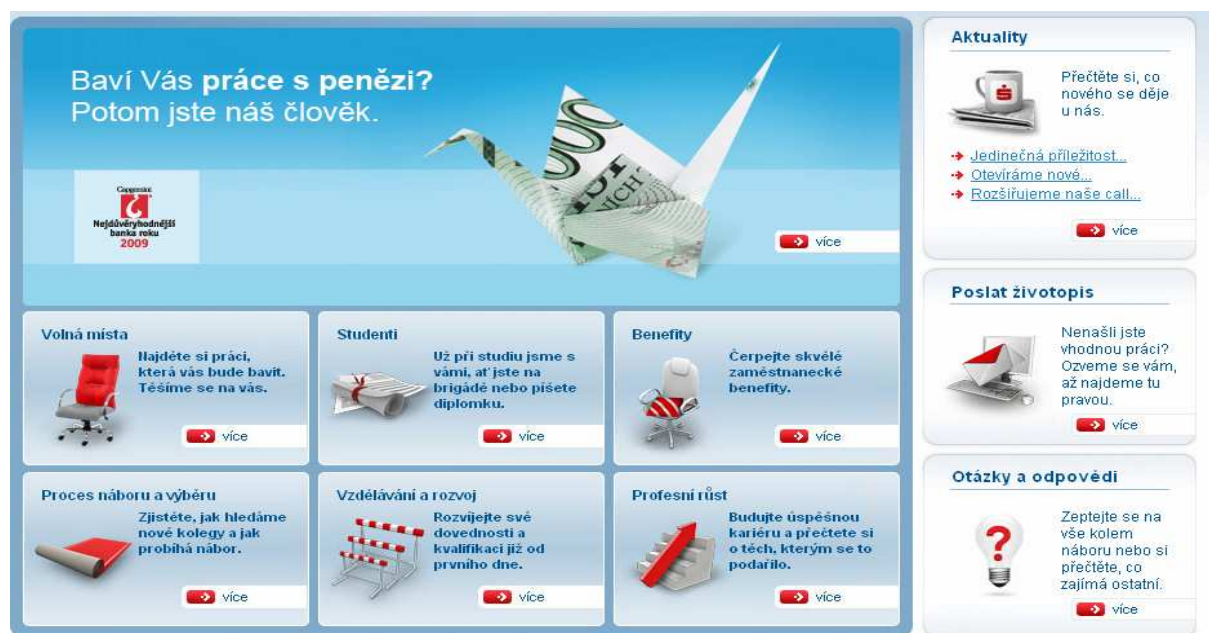 Baví Vás práce s penězi?
Potom jste náš člověk.
Capgemini
Nejdůvěryhodnější
banka roku
2009
více
Volná místa
Najděte si práci,
která vás bude bavit.
Těšíme se na vás.
více
Studenti
Už při studiu jsme s
vámi, ať jste na
brigádě nebo píšete
diplomku.
více
Benefity
Čerpejte skvělé
zaměstnanecké
benefity.
více
Proces náboru a výběru
Zjistěte, jak hledáme
nové kolegy a jak
probíhá nábor.
více
Vzdělávání a rozvoj
Rozvíjejte své
dovednosti a
kvalifikaci již od
prvního dne.
více
Profesní růst
Budujte úspěšnou
kariéru a přečtete si
o těch, kterým se to
podařilo.
více
Aktuality
Přečtěte si, co
nového se děje
u nás.
Jedinečná příležitost...
Otevíráme nové...
Rozšiřujeme naše call...
více
Poslat životopis
Nenašli jste
vhodnou práci?
Ozveme se vám,
až najdeme tu
pravou.
více
Otázky a odpovědi
Zeptejte se na
vše kolem
náboru nebo si
přečtěte, co
zajímá ostatní.
více